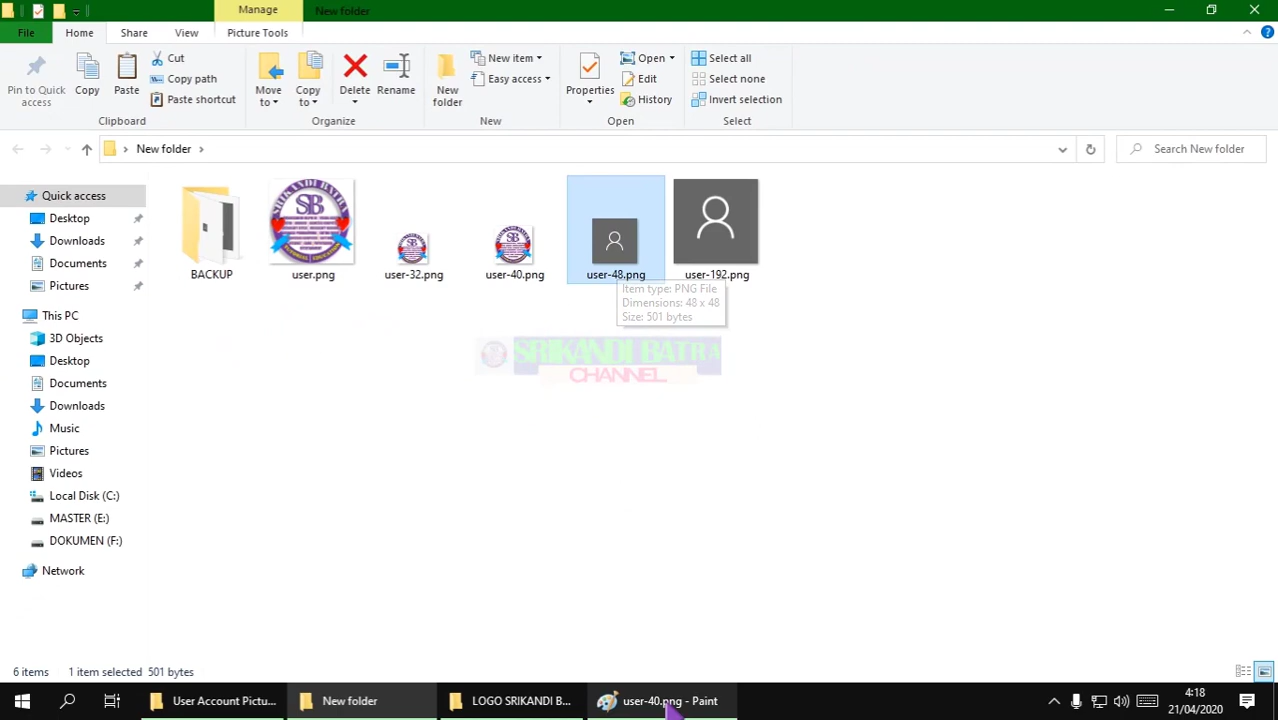 Manage
New folder
File
Home
Share
View
Picture Tools
Pin to Quick
access
Copy
Paste
Cut
Copy path
Paste shortcut
Clipboard
Move
to
Copy
to
Delete
Rename
Organize
New
folder
New item
Easy access
New
Properties
Open
Edit
History
Open
Select all
Select none
Invert selection
Select
New folder
Search New folder
Quick access
Desktop
Downloads
Documents
Pictures
This PC
3D Objects
Desktop
Documents
Downloads
Music
Pictures
Videos
Local Disk (C:)
MASTER (E:)
DOKUMEN (F:)
Network
BACKUP
SRIKANDI BATRA
SB
user.png
user-32.png
user-40.png
user-48.png
user-192.png
Item type: PNG File
Dimensions: 48 x 48
Size: 501 bytes
SRIKANDI BATRA
CHANNEL
6 items
1 item selected 501 bytes
User Account Pictur...
New folder
LOGO SRIKANDI B...
user-40.png - Paint
4:18
21/04/2020